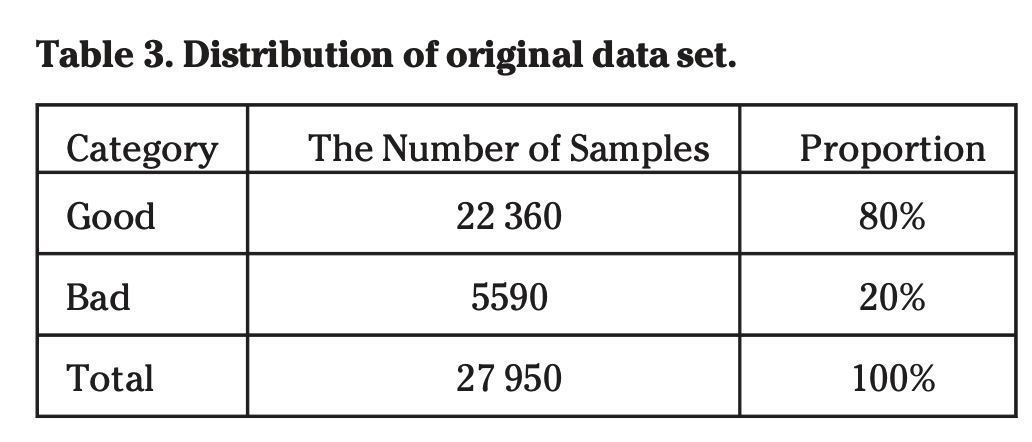 Table 3. Distribution of original data set.
Category The Number of Samples Proportion
Good 22 360 80%
Bad 5590 20%
Total 27 950 100%